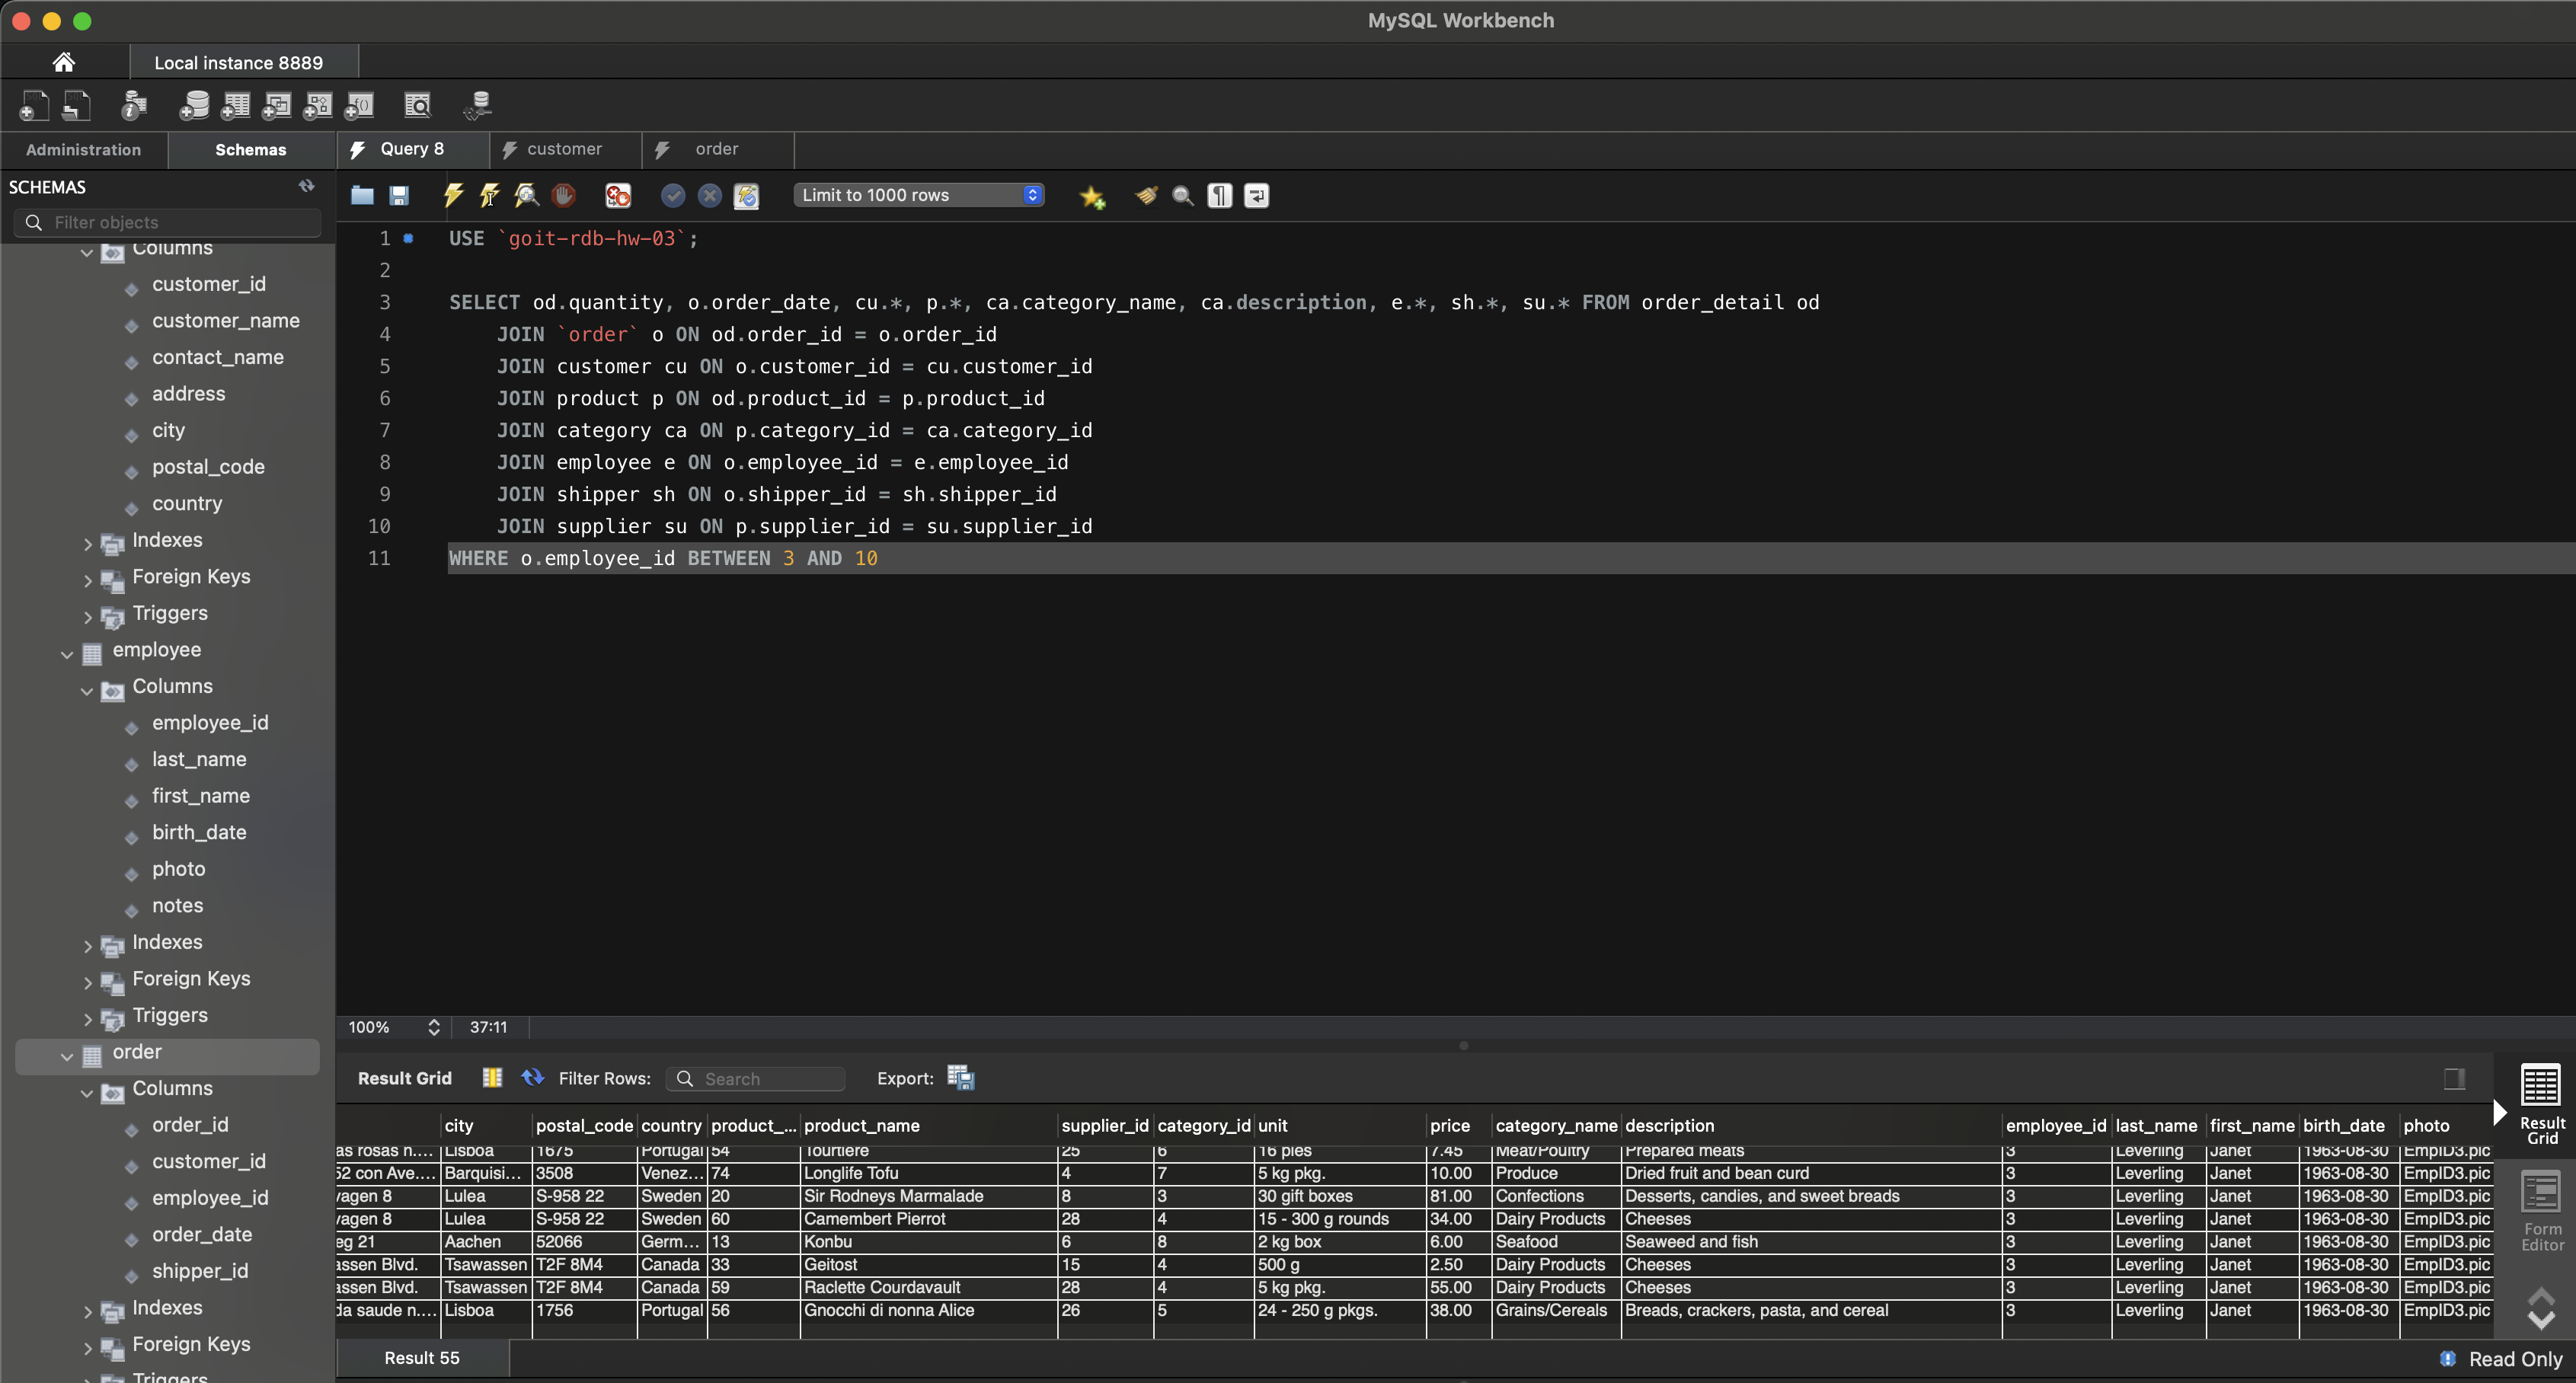 MySQL Workbench
Local instance 8889
Administration
Schemas
Query 8
customer
order
SCHEMAS
Filter objects
Limit to 1000 rows
Columns
customer_id
customer_name
contact_name
address
city
postal_code
country
Indexes
Foreign Keys
Triggers
employee
Columns
employee_id
last_name
first_name
birth_date
photo
notes
Indexes
Foreign Keys
Triggers
order
Columns
order_id
customer_id
employee_id
order_date
shipper_id
Indexes
Foreign Keys
Triggers
1 USE `goit-rdb-hw-03`;
2
3 SELECT od.quantity, o.order_date, cu.*, p.*, ca.category_name, ca.description, e.*, sh.*, su.* FROM order_detail od
4 JOIN `order` o ON od.order_id = o.order_id
5 JOIN customer cu ON o.customer_id = cu.customer_id
6 JOIN product p ON od.product_id = p.product_id
7 JOIN category ca ON p.category_id = ca.category_id
8 JOIN employee e ON o.employee_id = e.employee_id
9 JOIN shipper sh ON o.shipper_id = sh.shipper_id
10 JOIN supplier su ON p.supplier_id = su.supplier_id
11 WHERE o.employee_id BETWEEN 3 AND 10
100% 37:11
Result Grid Filter Rows: Search Export:
city postal_code country product_... product_name supplier_id category_id unit price category_name description employee_id last_name first_name birth_date photo
as rosas n.... Lisboa 1675 Portugal 54 Tourtiere 25 6 16 pies 7.45 Meat/Poultry Prepared meats 3 Leverling Janet 1963-08-30 EmpID3.pic
52 con Ave.... Barquisi... 3508 Venez... 74 Longlife Tofu 4 7 5 kg pkg. 10.00 Produce Dried fruit and bean curd 3 Leverling Janet 1963-08-30 EmpID3.pic
vagen 8 Lulea S-958 22 Sweden 20 Sir Rodneys Marmalade 8 3 30 gift boxes 81.00 Confections Desserts, candies, and sweet breads 3 Leverling Janet 1963-08-30 EmpID3.pic
vagen 8 Lulea S-958 22 Sweden 60 Camembert Pierrot 28 4 15 - 300 g rounds 34.00 Dairy Products Cheeses 3 Leverling Janet 1963-08-30 EmpID3.pic
eg 21 Aachen 52066 Germ... 13 Konbu 6 8 2 kg box 6.00 Seafood Seaweed and fish 3 Leverling Janet 1963-08-30 EmpID3.pic
assen Blvd. Tsawassen T2F 8M4 Canada 33 Geitost 15 4 500 g 2.50 Dairy Products Cheeses 3 Leverling Janet 1963-08-30 EmpID3.pic
assen Blvd. Tsawassen T2F 8M4 Canada 59 Raclette Courdavault 28 4 5 kg pkg. 55.00 Dairy Products Cheeses 3 Leverling Janet 1963-08-30 EmpID3.pic
da saude n.... Lisboa 1756 Portugal 56 Gnocchi di nonna Alice 26 5 24 - 250 g pkgs. 38.00 Grains/Cereals Breads, crackers, pasta, and cereal 3 Leverling Janet 1963-08-30 EmpID3.pic
Result
Grid
Form
Editor
Result 55
Read Only